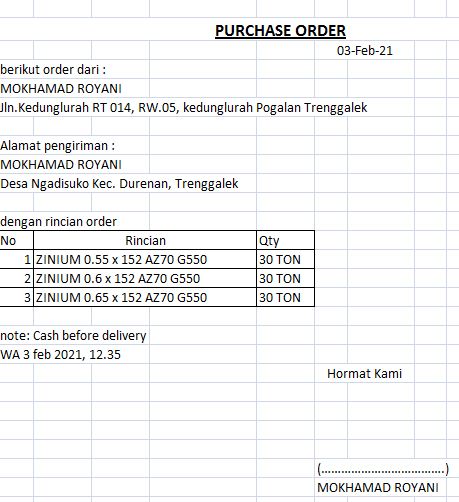 PURCHASE ORDER
03-Feb-21
berikut order dari :
MOKHAMAD ROYANI
Jln.Kedunglurah RT 014, RW.05, kedunglurah Pogalan Trenggalek
Alamat pengiriman :
MOKHAMAD ROYANI
Desa Ngadisuko Kec. Durenan, Trenggalek
dengan rincian order
No Rincian Qty
1 ZINIUM 0.55 x 152 AZ70 G550 30 TON
2 ZINIUM 0.6 x 152 AZ70 G550 30 TON
3 ZINIUM 0.65 x 152 AZ70 G550 30 TON
note: Cash before delivery
WA 3 feb 2021, 12.35
Hormat Kami
(……………………………….)
MOKHAMAD ROYANI